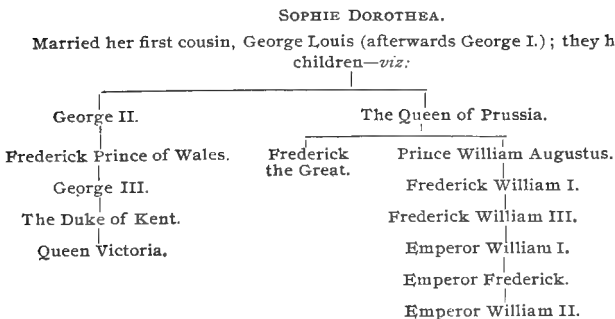 SOPHIE DOROTHEA.
Married her first cousin, George Louis (afterwards George I.); they h
children—viz:
George II.
The Queen of Prussia.
Frederick Prince of Wales.
Frederick
the Great.
Prince William Augustus.
George III.
Frederick William I.
The Duke of Kent.
Frederick William III.
Queen Victoria.
Emperor William I.
Emperor Frederick.
Emperor William II.